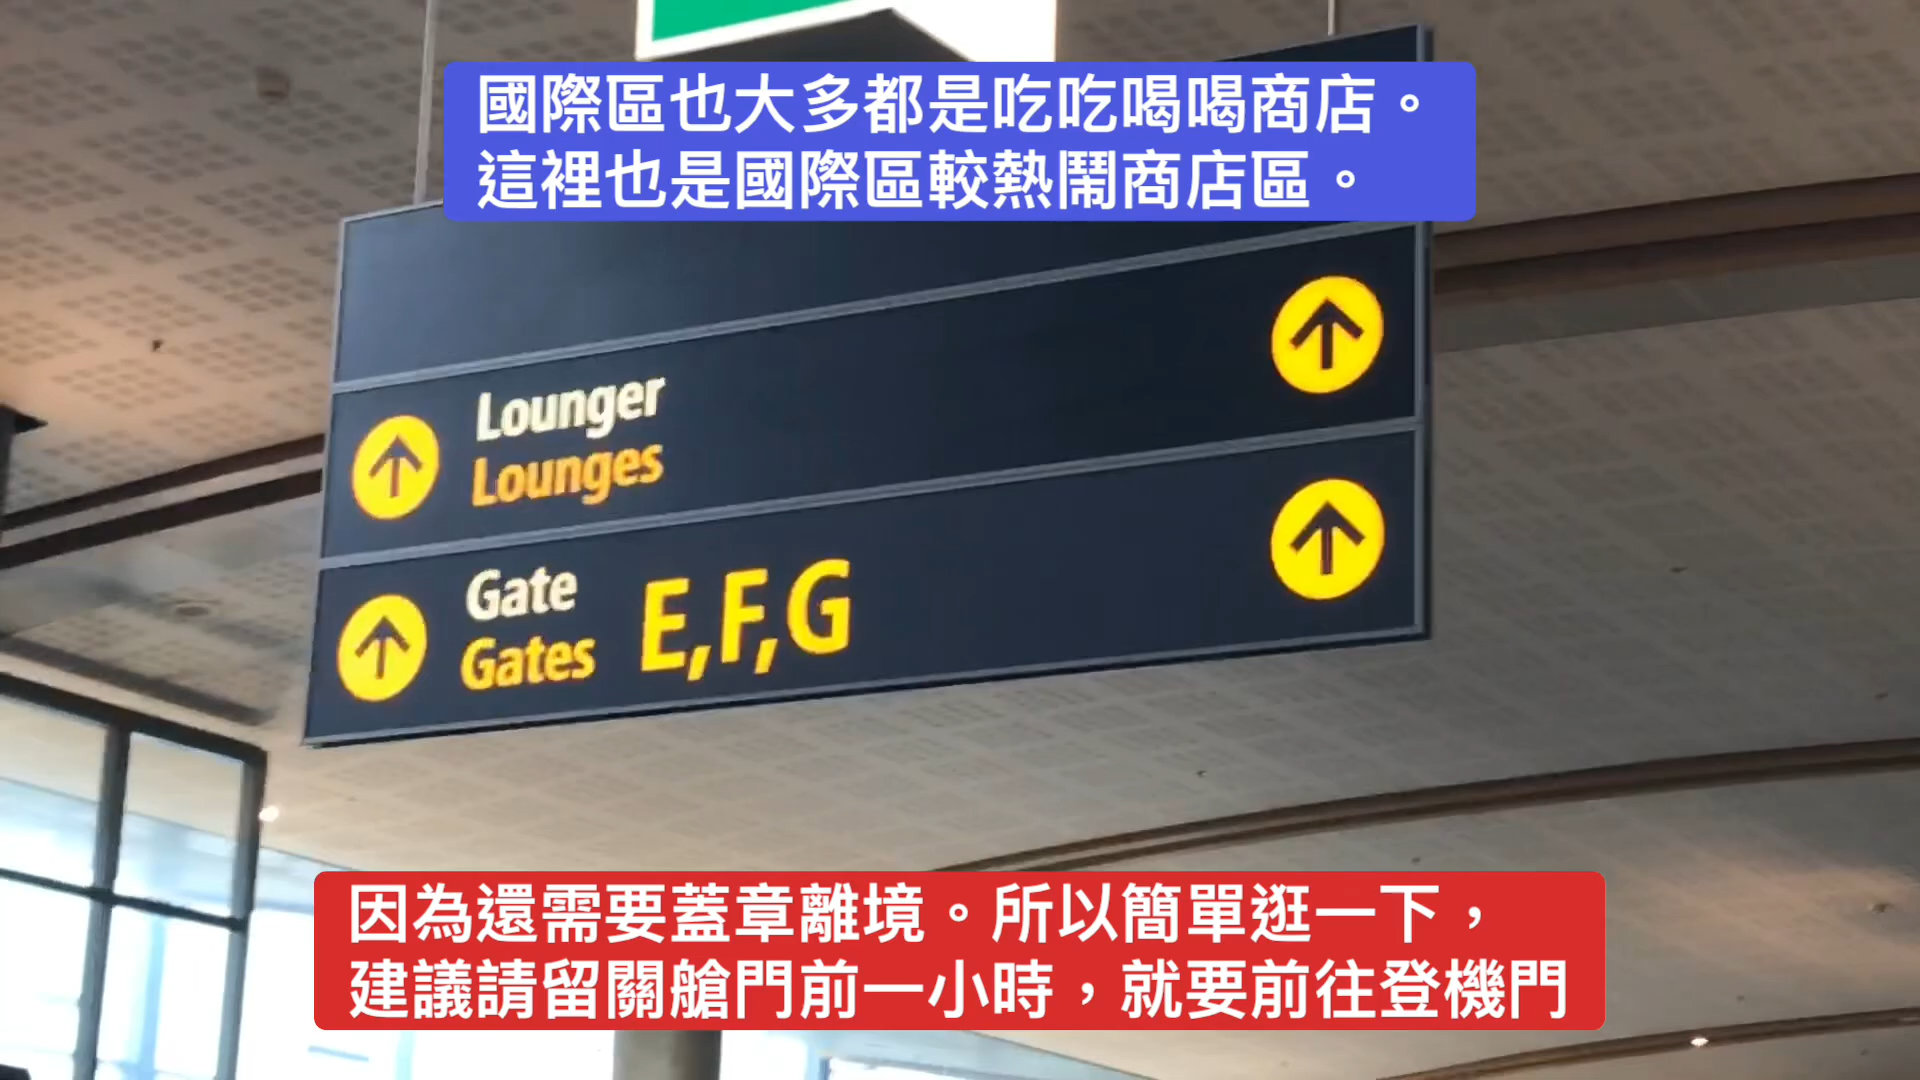 國際區也大多都是吃吃喝喝商店。
這裡也是國際區較熱鬧商店區。
Lounger
Lounges
Gate
Gates
E,F,G
因為還需要蓋章離境。所以簡單逛一下，
建議請留關艙門前一小時，就要前往登機門